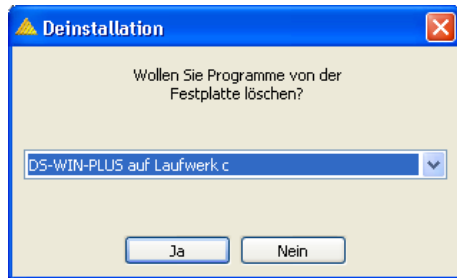 Deinstallation
Wollen Sie Programme von der
Festplatte löschen?
DS-WIN-PLUS auf Laufwerk c
Ja
Nein